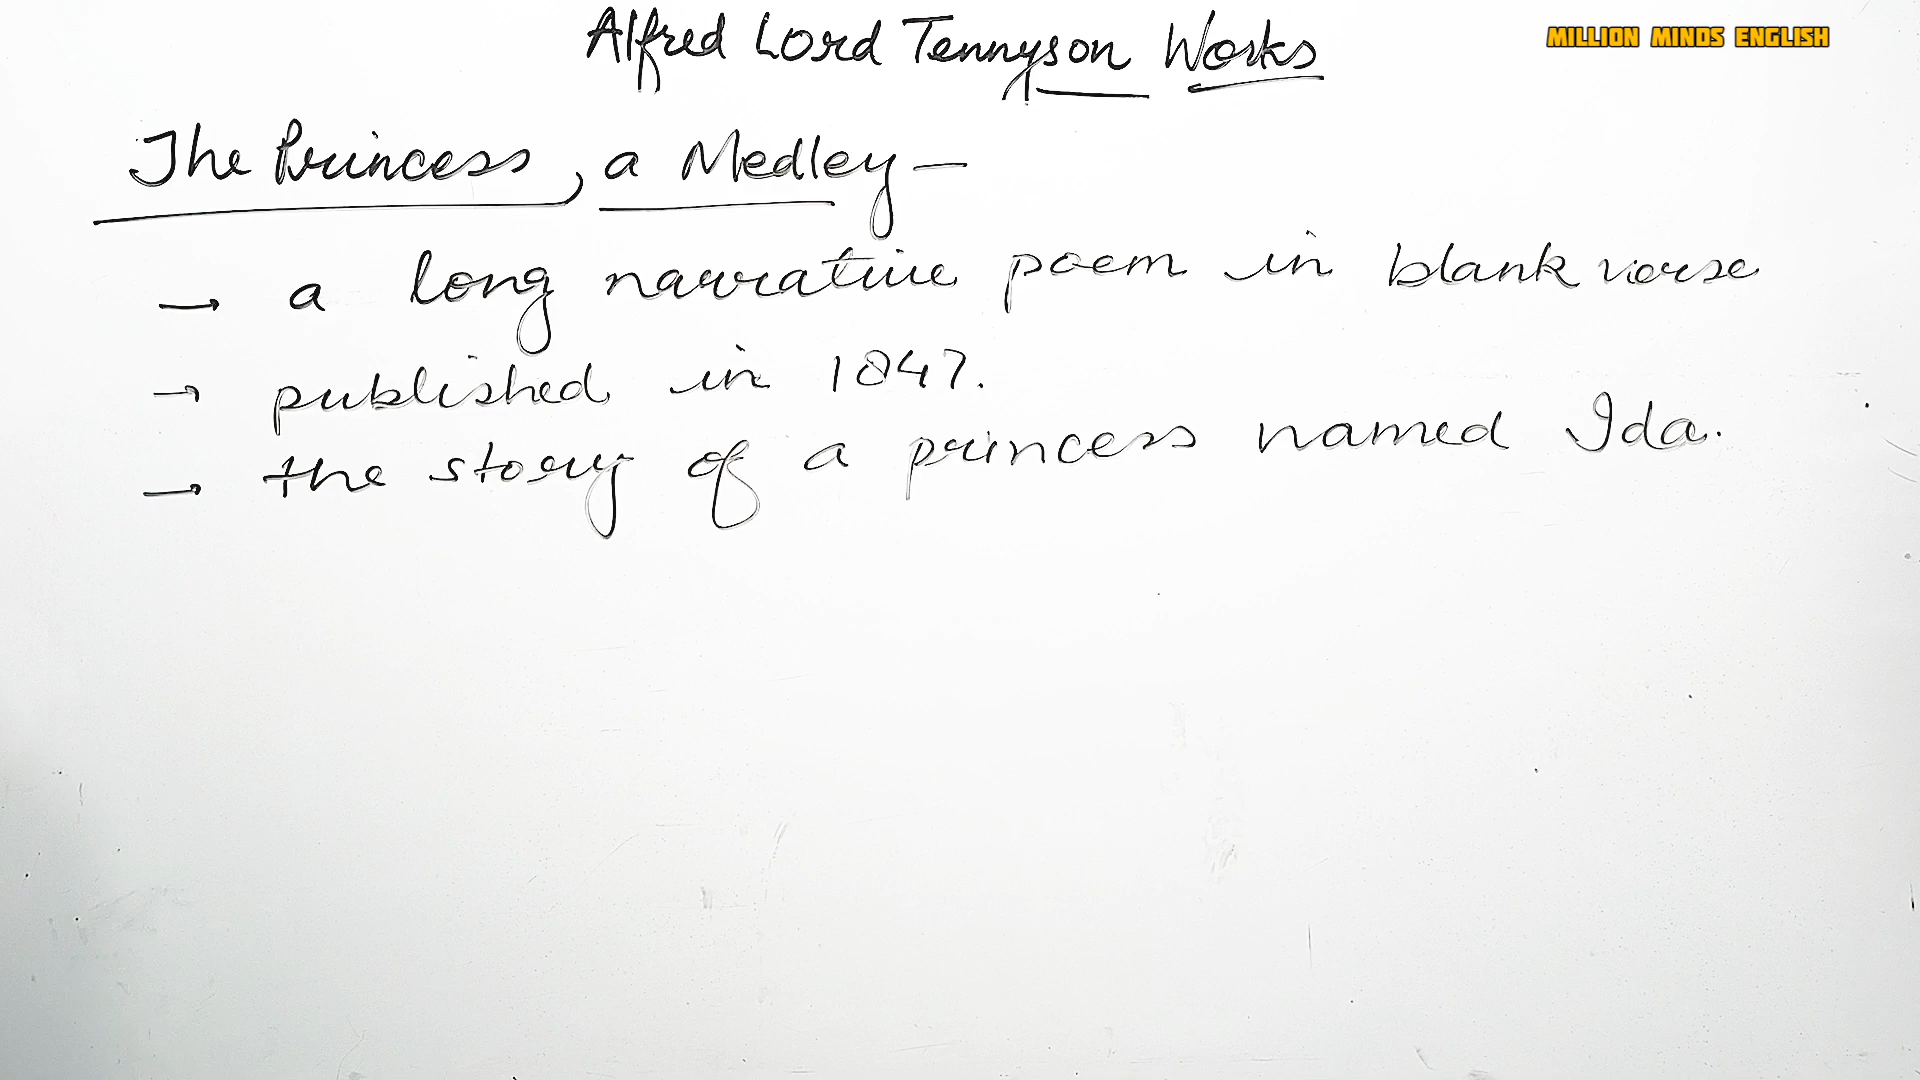 Alfred Lord Tennyson Works
MILLION MINDS ENGLISH
The Princess, a Medley —
→ a long narrative poem in blank verse
→ published in 1847.
→ the story of a princess named Ida.